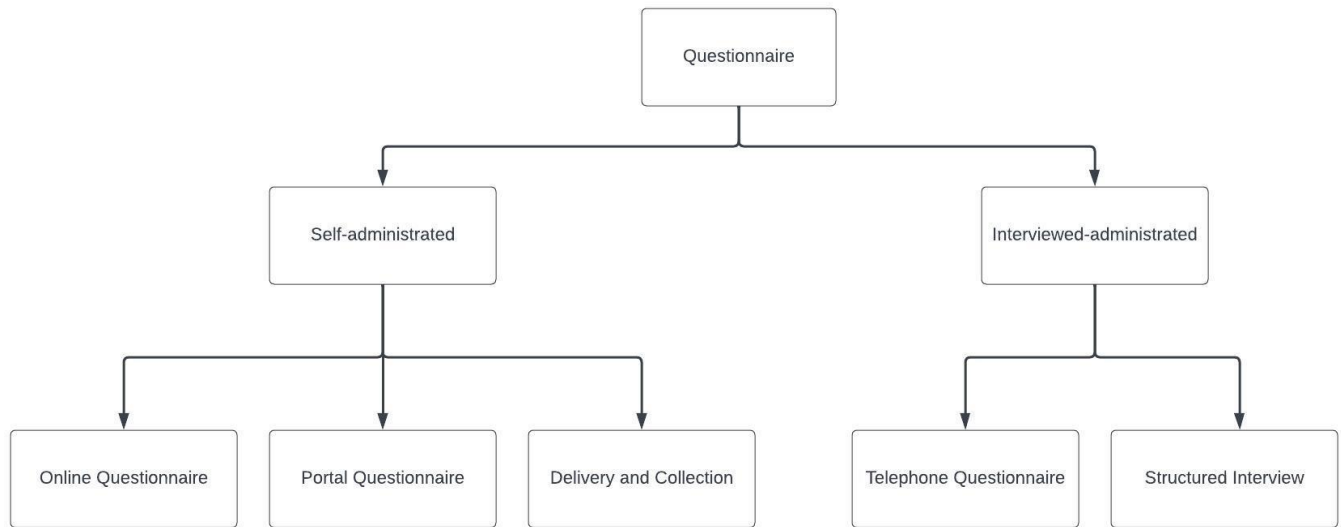 Questionnaire
Self-administrated
Interviewed-administrated
Online Questionnaire
Portal Questionnaire
Delivery and Collection
Telephone Questionnaire
Structured Interview